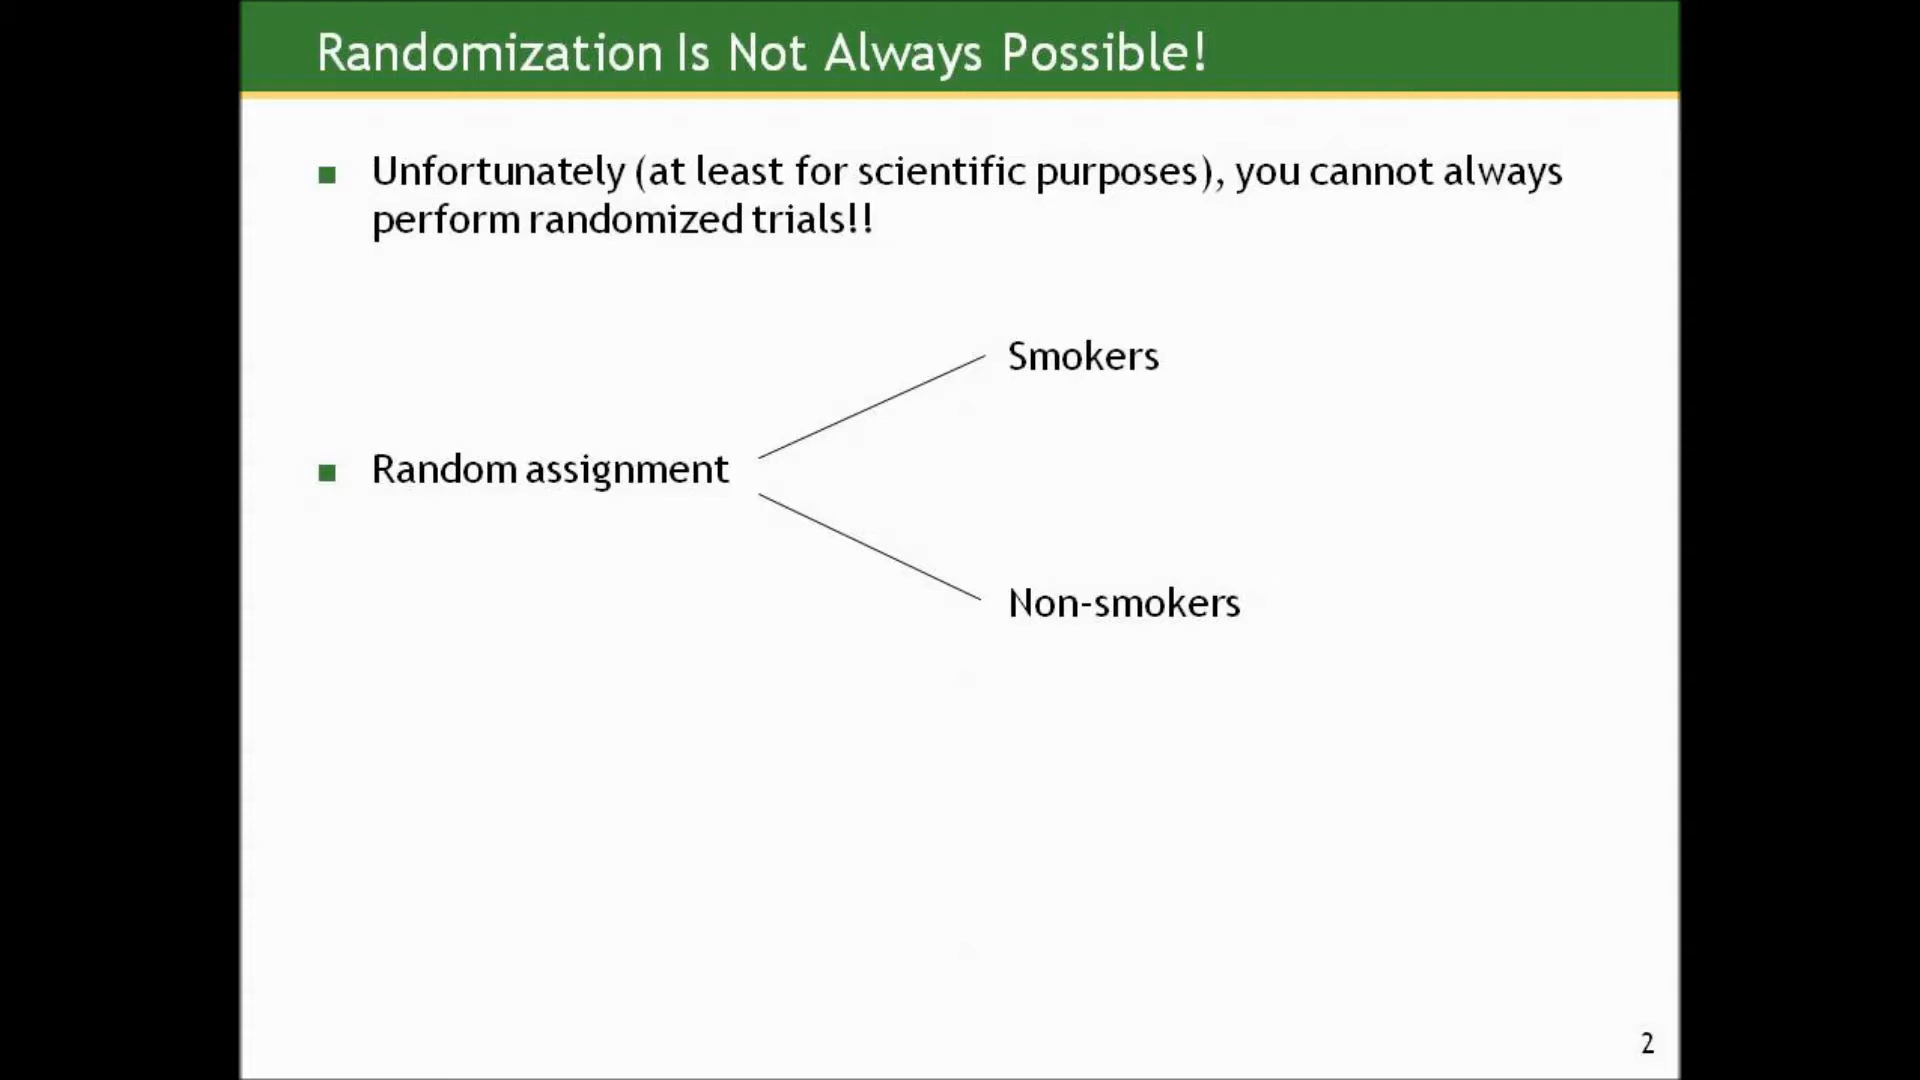 Randomization Is Not Always Possible!
Unfortunately (at least for scientific purposes), you cannot always
perform randomized trials!!
Smokers
Random assignment
Non-smokers
2